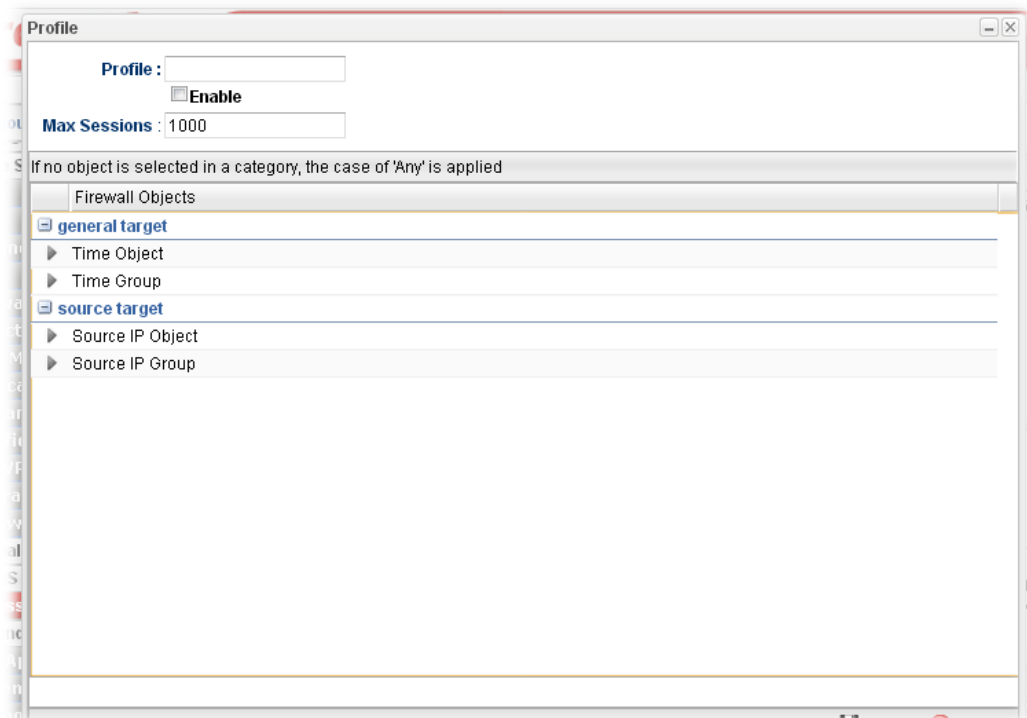 Profile
Profile :
Enable
Max Sessions : 1000
If no object is selected in a category, the case of 'Any' is applied
Firewall Objects
general target
Time Object
Time Group
source target
Source IP Object
Source IP Group